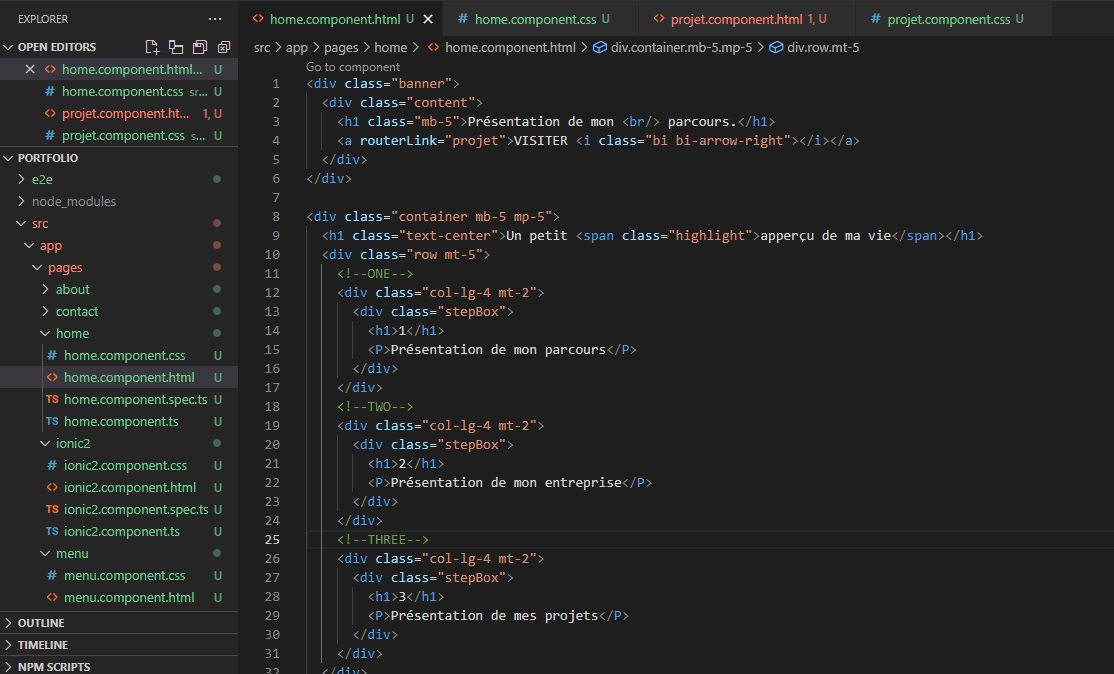 EXPLORER ···
OPEN EDITORS
home.component.html... U
home.component.css sr... U
projet.component.ht... 1, U
projet.component.css s... U
PORTFOLIO
e2e
node_modules
src
app
pages
about
contact
home
home.component.css U
home.component.html U
TS home.component.spec.ts U
TS home.component.ts U
ionic2
ionic2.component.css U
ionic2.component.html U
TS ionic2.component.spec.ts U
TS ionic2.component.ts U
menu
menu.component.css U
menu.component.html U
OUTLINE
TIMELINE
NPM SCRIPTS
home.component.html U
home.component.css U
projet.component.html 1, U
projet.component.css U
src > app > pages > home > home.component.html > div.container.mb-5.mp-5 > div.row.mt-5
Go to component
1 <div class="banner">
2 <div class="content">
3 <h1 class="mb-5">Présentation de mon <br/> parcours.</h1>
4 <a routerLink="projet">VISITER <i class="bi bi-arrow-right"></i></a>
5 </div>
6 </div>
7
8 <div class="container mb-5 mp-5">
9 <h1 class="text-center">Un petit <span class="highlight">apperçu de ma vie</span></h1>
10 <div class="row mt-5">
11 <!--ONE-->
12 <div class="col-lg-4 mt-2">
13 <div class="stepBox">
14 <h1>1</h1>
15 <P>Présentation de mon parcours</P>
16 </div>
17 </div>
18 <!--TWO-->
19 <div class="col-lg-4 mt-2">
20 <div class="stepBox">
21 <h1>2</h1>
22 <P>Présentation de mon entreprise</P>
23 </div>
24 </div>
25 <!--THREE-->
26 <div class="col-lg-4 mt-2">
27 <div class="stepBox">
28 <h1>3</h1>
29 <P>Présentation de mes projets</P>
30 </div>
31 </div>
32 </div>